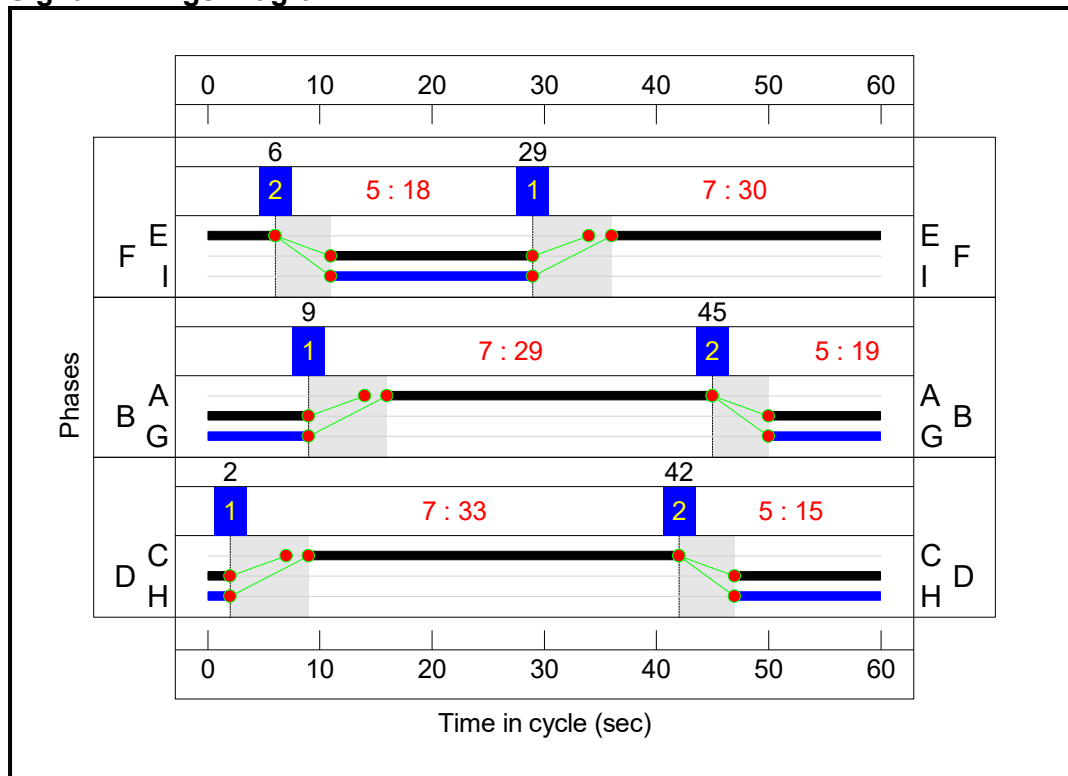 0 10 20 30 40 50 60
6 29
2 5 : 18 1 7 : 30
E E
F F
I I
9 45
1 7 : 29 2 5 : 19
A A
B B
G G
Phases
2 42
1 7 : 33 2 5 : 15
C C
D D
H H
0 10 20 30 40 50 60
Time in cycle (sec)